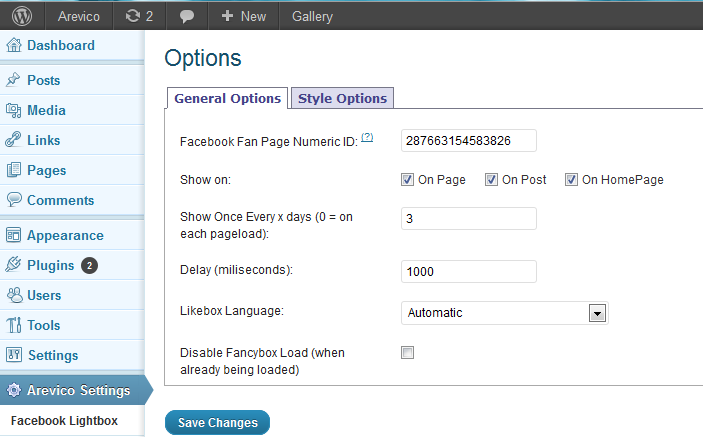 Arevico 2 New Gallery
Dashboard
Posts
Media
Links
Pages
Comments
Appearance
Plugins 2
Users
Tools
Settings
Arevico Settings
Facebook Lightbox
Options
General Options Style Options
Facebook Fan Page Numeric ID: (?) 287663154583826
Show on: On Page On Post On HomePage
Show Once Every x days (0 = on
each pageload): 3
Delay (miliseconds): 1000
Likebox Language: Automatic
Disable Fancybox Load (when
already being loaded)
Save Changes